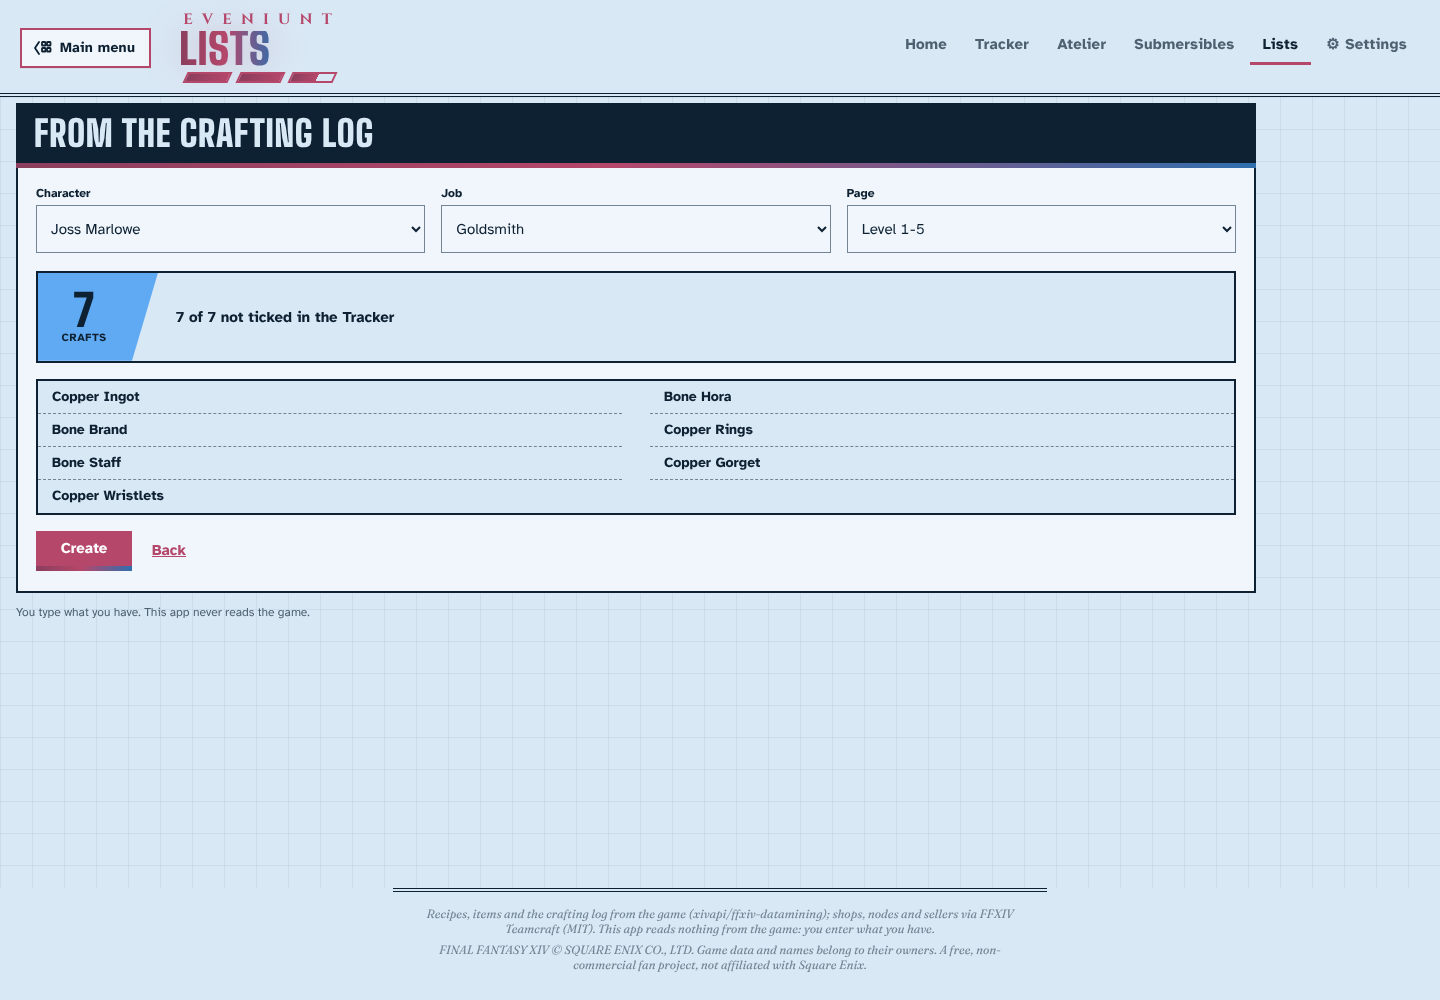 Main menu
EVENIUNT
LISTS
Home
Tracker
Atelier
Submersibles
Lists
⚙ Settings
FROM THE CRAFTING LOG
Character
Job
Page
Joss Marlowe
Goldsmith
Level 1-5
7
CRAFTS
7 of 7 not ticked in the Tracker
Copper Ingot
Bone Hora
Bone Brand
Copper Rings
Bone Staff
Copper Gorget
Copper Wristlets
Create
Back
You type what you have. This app never reads the game.
Recipes, items and the crafting log from the game (xivapi/ffxiv-datamining); shops, nodes and sellers via FFXIV
Teamcraft (MIT). This app reads nothing from the game: you enter what you have.
FINAL FANTASY XIV © SQUARE ENIX CO., LTD. Game data and names belong to their owners. A free, non-
commercial fan project, not affiliated with Square Enix.